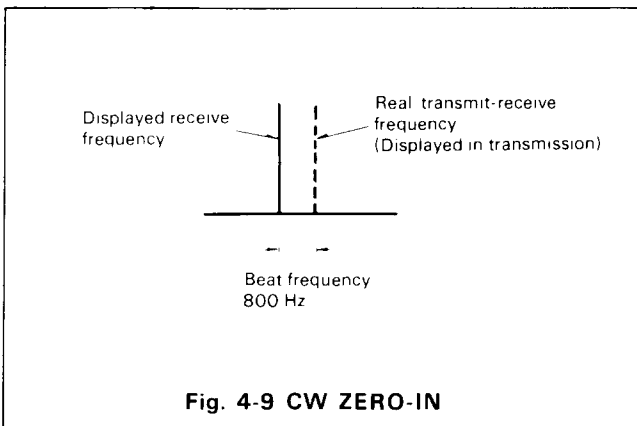 Displayed receive
frequency
Real transmit-receive
frequency
(Displayed in transmission)
Beat frequency
800 Hz
Fig. 4-9 CW ZERO-IN